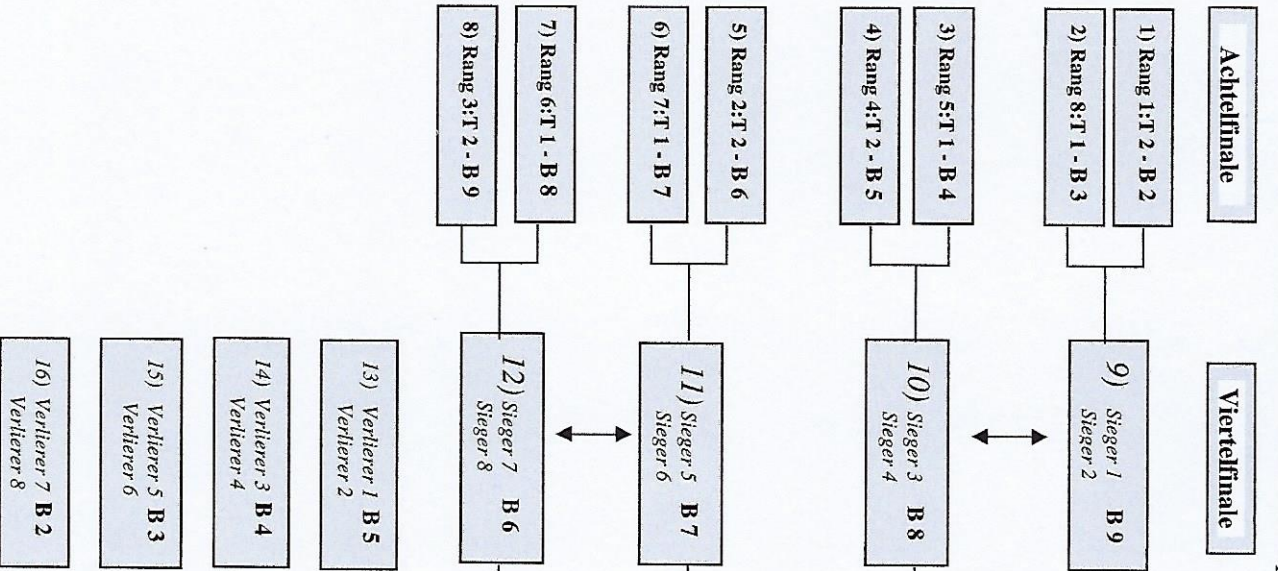 Achtelfinale
1) Rang 1:T 2 - B 2
2) Rang 8:T 1 - B 3
3) Rang 5:T 1 - B 4
4) Rang 4:T 2 - B 5
5) Rang 2:T 2 - B 6
6) Rang 7:T 1 - B 7
7) Rang 6:T 1 - B 8
8) Rang 3:T 2 - B 9
Viertelfinale
9) Sieger 1 B 9
Sieger 2
10) Sieger 3 B 8
Sieger 4
11) Sieger 5 B 7
Sieger 6
12) Sieger 7 B 6
Sieger 8
13) Verlierer 1 B 5
Verlierer 2
14) Verlierer 3 B 4
Verlierer 4
15) Verlierer 5 B 3
Verlierer 6
16) Verlierer 7 B 2
Verlierer 8